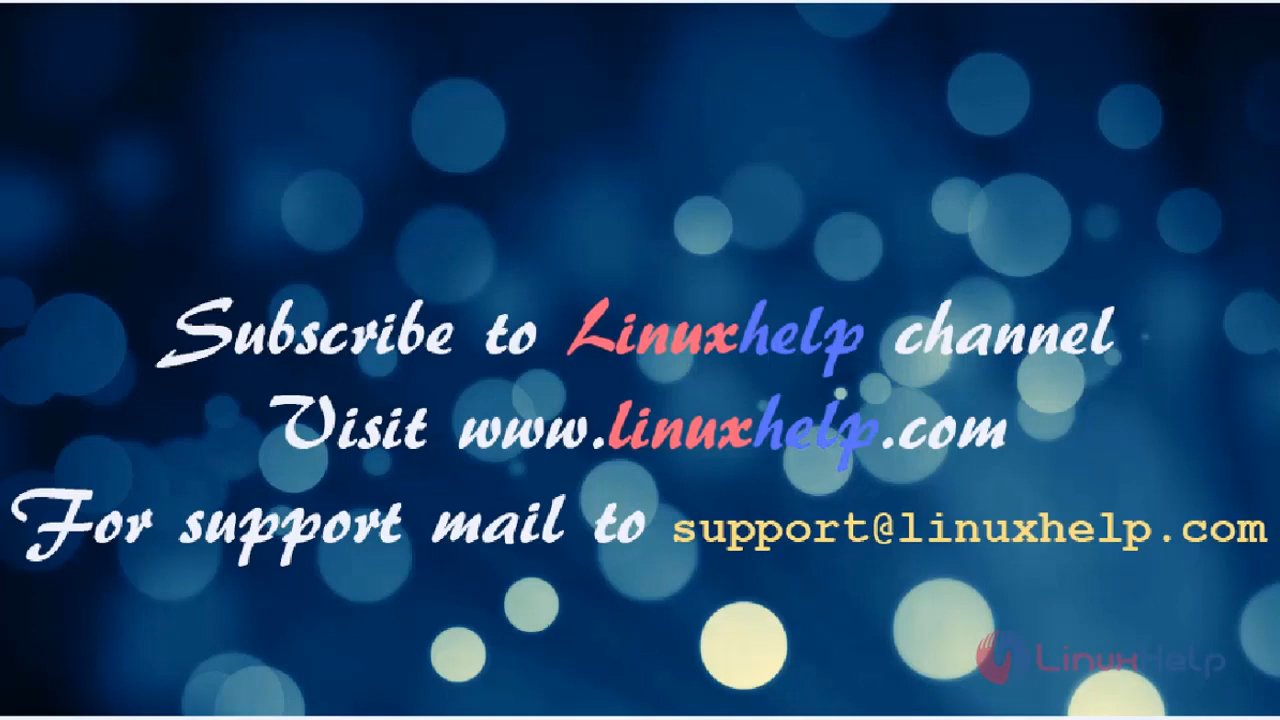 Subscribe to Linuxhelp channel
Visit www.linuxhelp.com
For support mail to support@linuxhelp.com
LinuxHelp